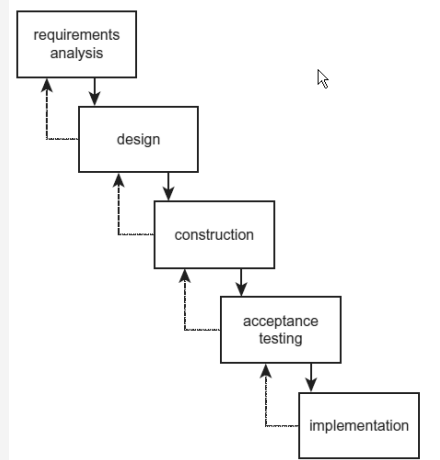 requirements
analysis
design
construction
acceptance
testing
implementation